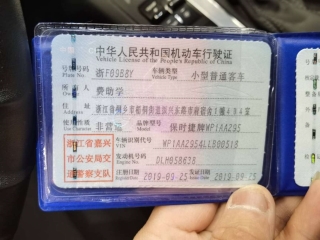 中华人民共和国机动车行驶证
Vehicle License of the People's Republic of China
号牌号码 浙F09B8Y 车辆类型 小型普通客车
Plate No. Vehicle Type
所有人 费助学
Owner
住址
Address
使用性质 非营运 品牌型号 保时捷牌WP1AA295
Use Character Model
浙江省嘉兴 车辆识别代号
VIN
市公安局交 发动机号码 DLH058638
Engine No.
通警察支队 注册日期 2019-09-25 发证日期 2019-09-25
Register Date Issue Date